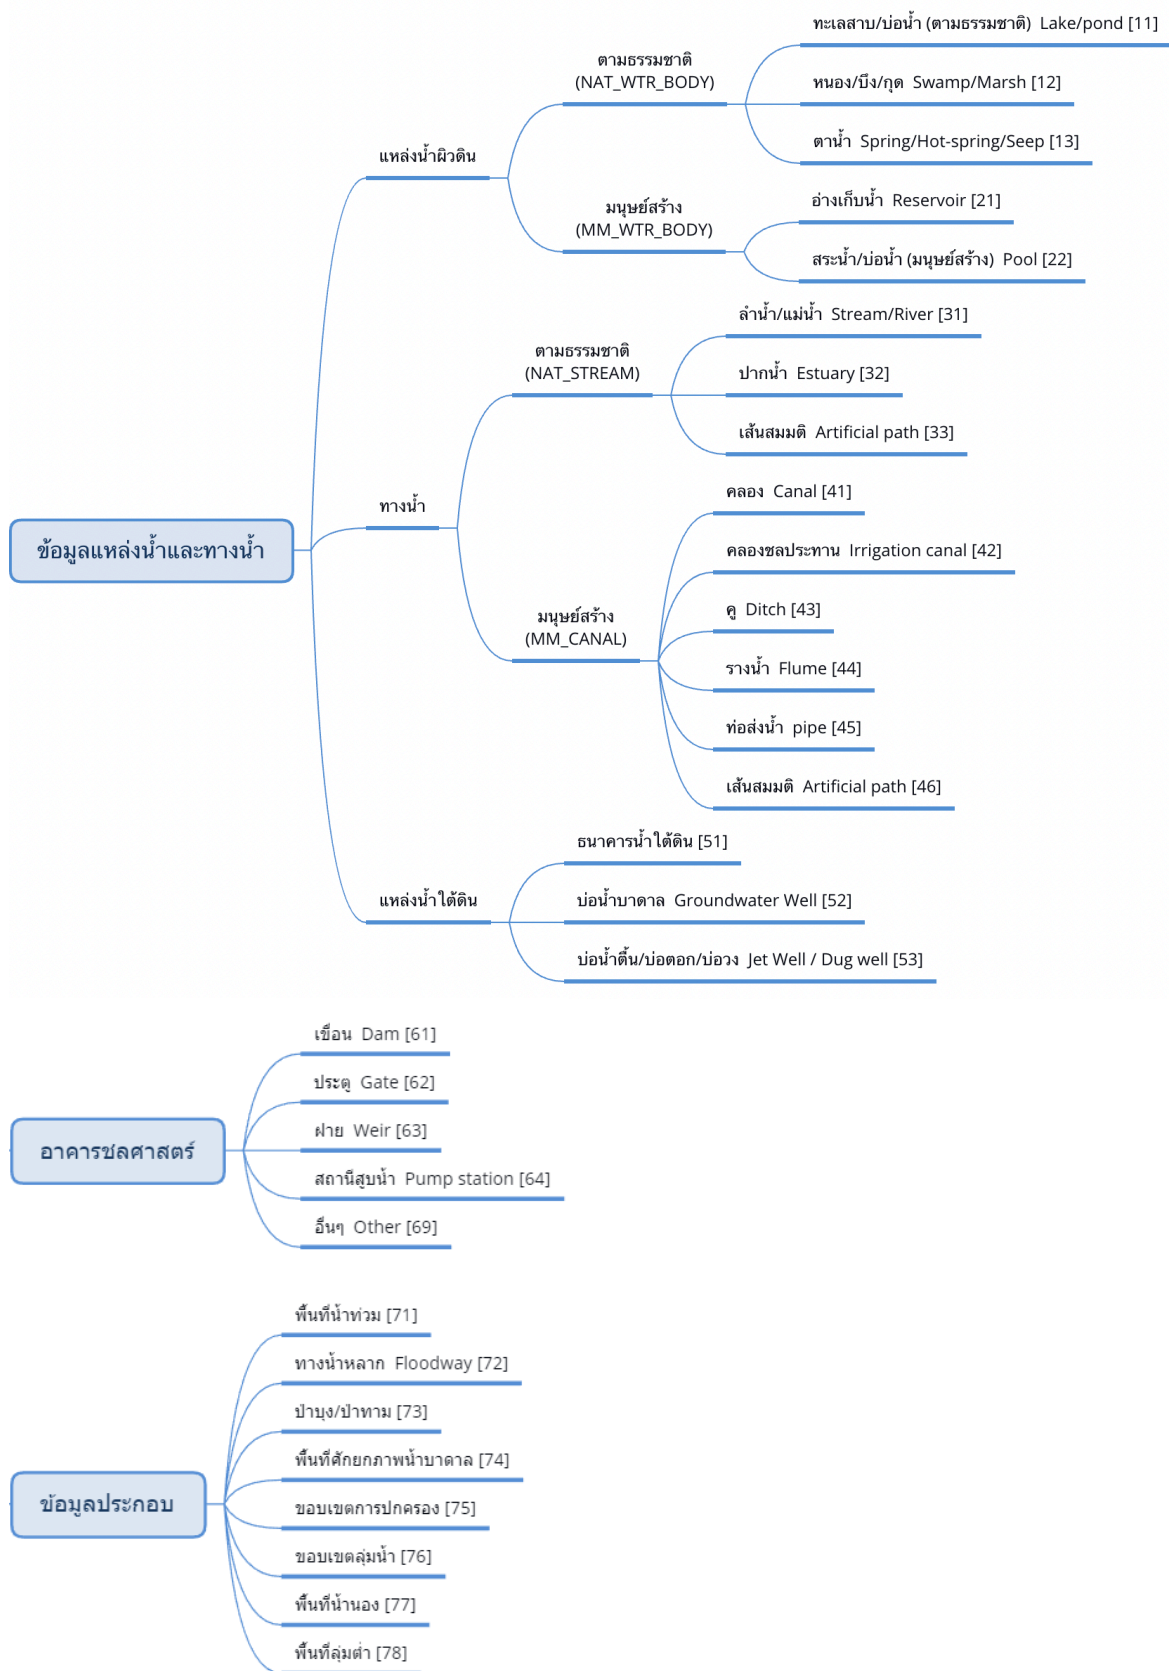 ทะเลสาบ/บ่อน้ำ (ตามธรรมชาติ) Lake/pond [11]
ตามธรรมชาติ
(NAT_WTR_BODY)
หนอง/บึง/กุด Swamp/Marsh [12]
ตาน้ำ Spring/Hot-spring/Seep [13]
แหล่งน้ำผิวดิน
มนุษย์สร้าง
(MM_WTR_BODY)
อ่างเก็บน้ำ Reservoir [21]
สระน้ำ/บ่อน้ำ (มนุษย์สร้าง) Pool [22]
ลำน้ำ/แม่น้ำ Stream/River [31]
ตามธรรมชาติ
(NAT_STREAM)
ปากน้ำ Estuary [32]
เส้นสมมติ Artificial path [33]
ทางน้ำ
คลอง Canal [41]
ข้อมูลแหล่งน้ำและทางน้ำ
คลองชลประทาน Irrigation canal [42]
มนุษย์สร้าง
(MM_CANAL)
คู Ditch [43]
รางน้ำ Flume [44]
ท่อส่งน้ำ pipe [45]
เส้นสมมติ Artificial path [46]
ธนาคารน้ำใต้ดิน [51]
แหล่งน้ำใต้ดิน
บ่อน้ำบาดาล Groundwater Well [52]
บ่อน้ำตื้น/บ่อตอก/บ่อวง Jet Well / Dug well [53]
เขื่อน Dam [61]
ประตู Gate [62]
อาคารชลศาสตร์
ฝาย Weir [63]
สถานีสูบน้ำ Pump station [64]
อื่นๆ Other [69]
พื้นที่น้ำท่วม [71]
ทางน้ำหลาก Floodway [72]
ป่าบุง/ป่าทาม [73]
พื้นที่ศักยภาพน้ำบาดาล [74]
ข้อมูลประกอบ
ขอบเขตการปกครอง [75]
ขอบเขตลุ่มน้ำ [76]
พื้นที่น้ำนอง [77]
พื้นที่ลุ่มต่ำ [78]